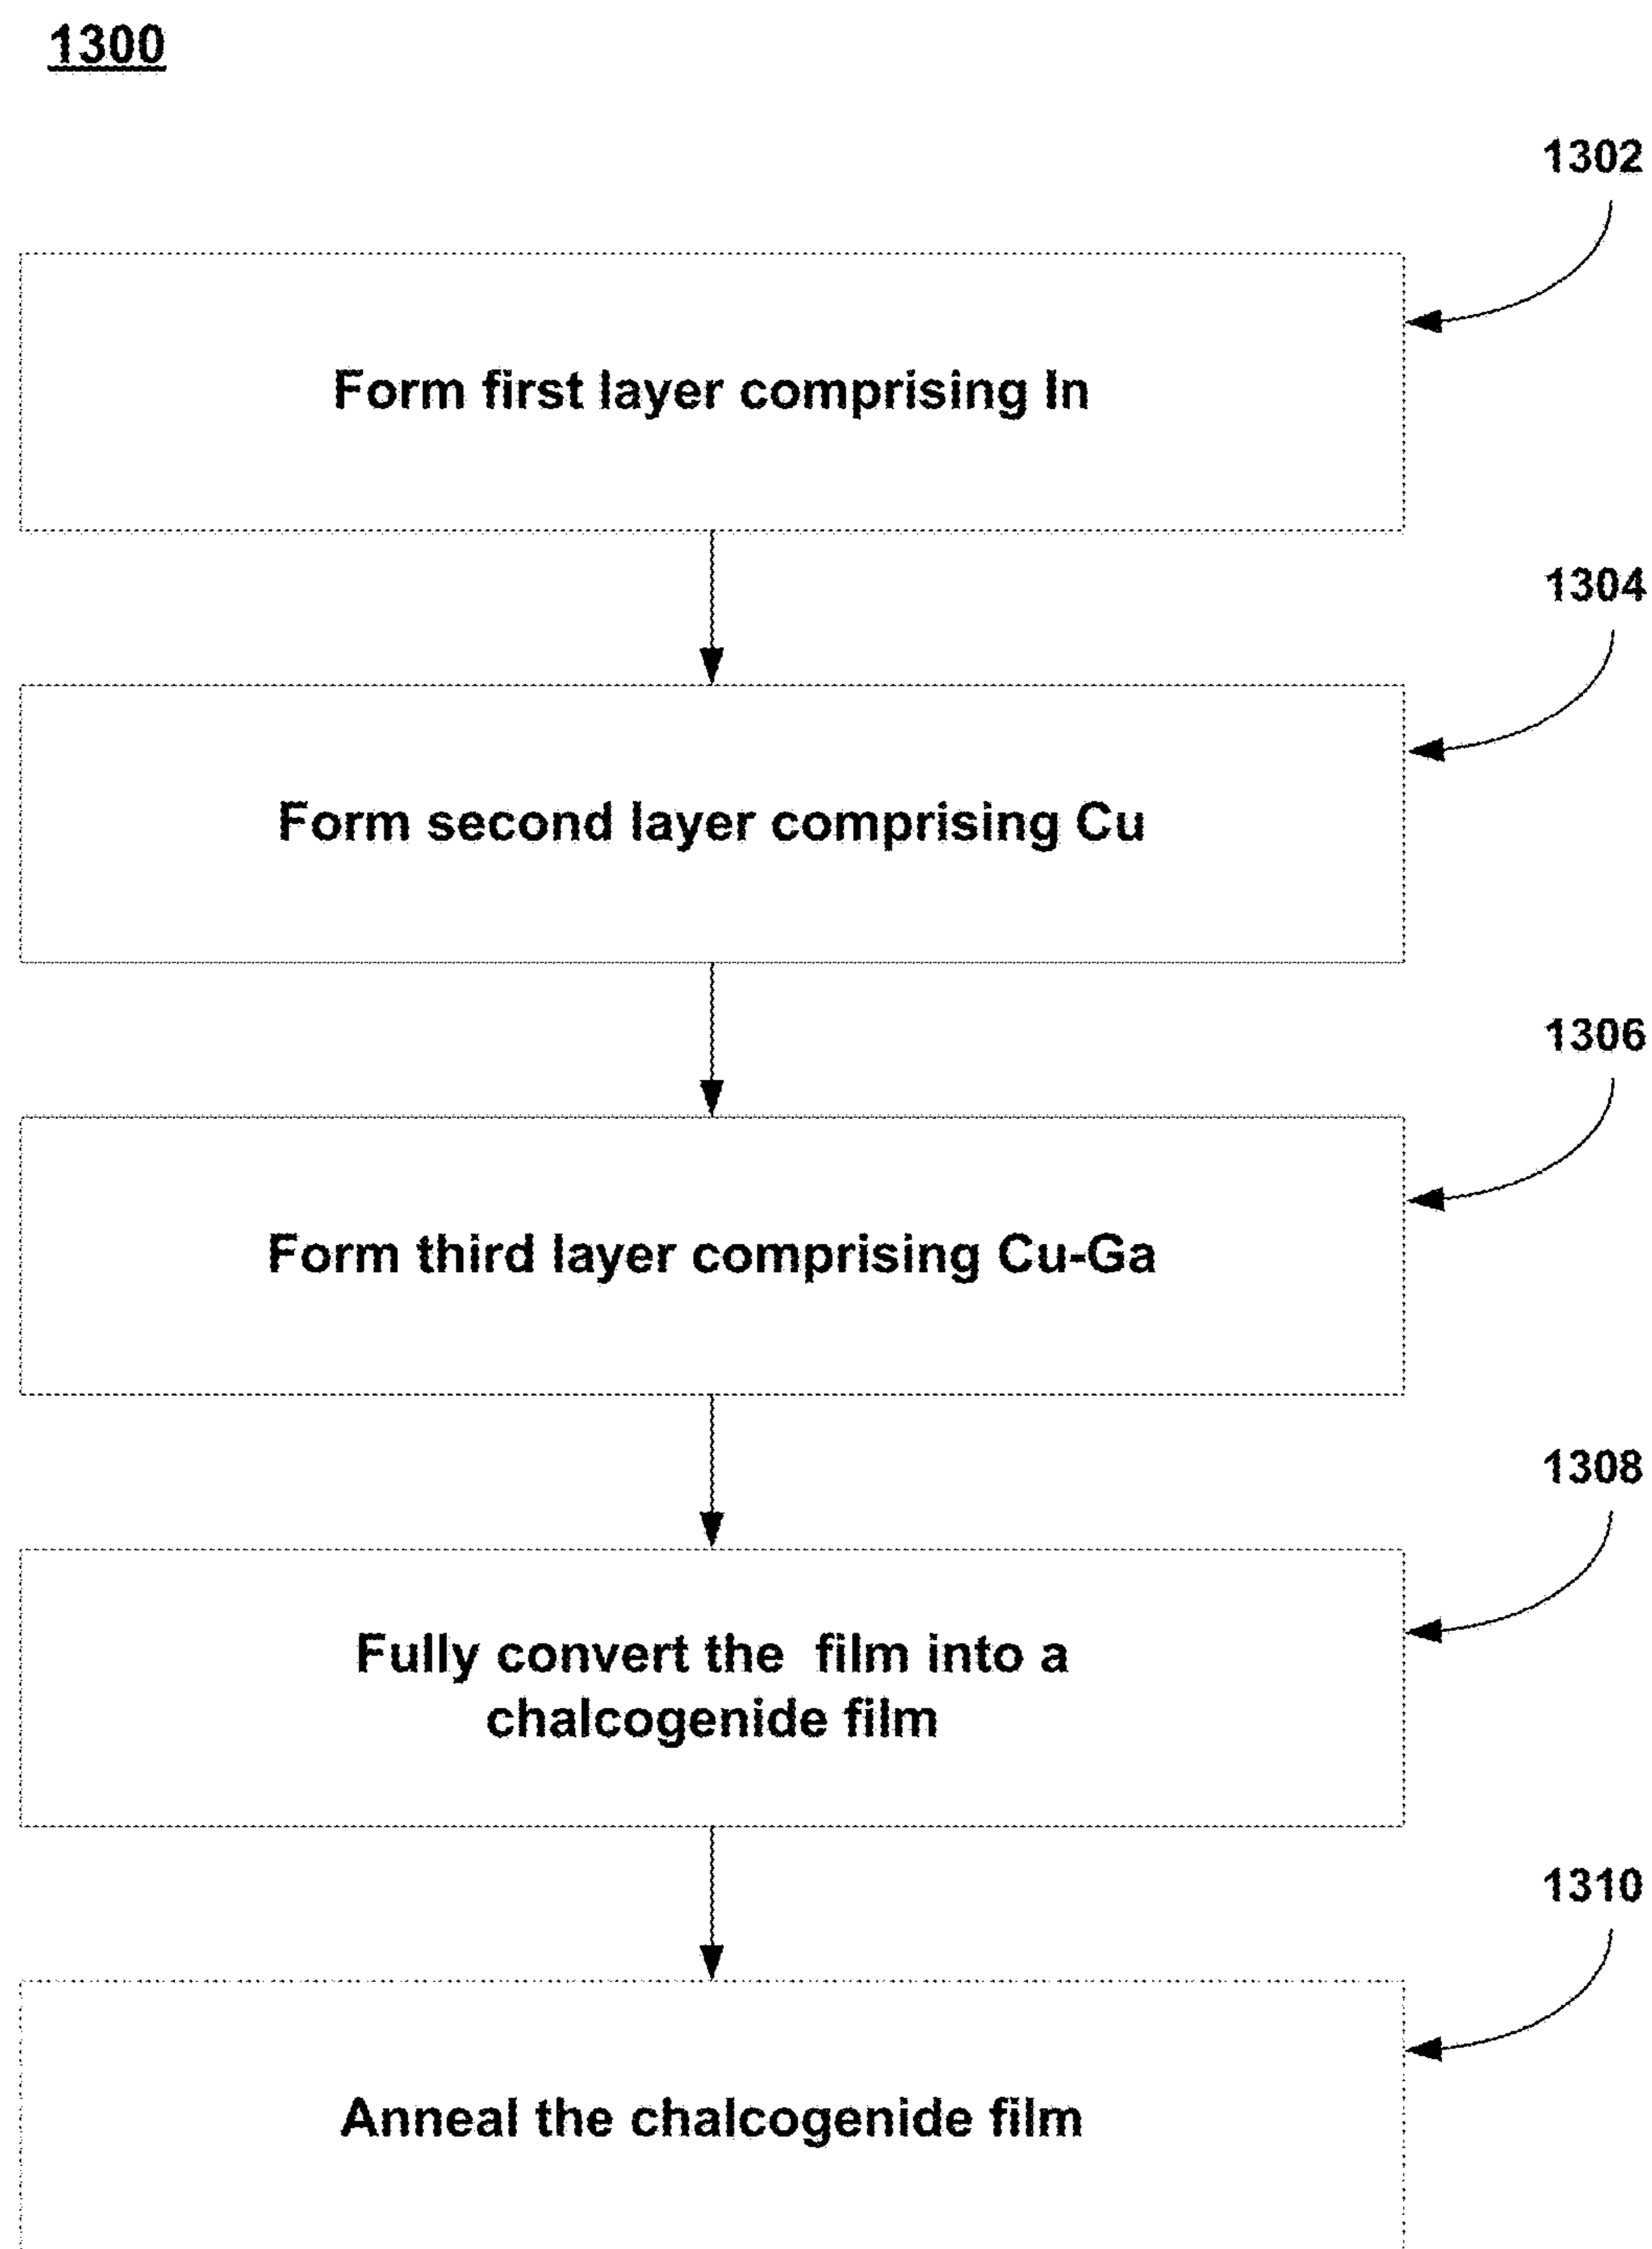 1300
1302
Form first layer comprising In
1304
Form second layer comprising Cu
1306
Form third layer comprising Cu-Ga
1308
Fully convert the film into a
chalcogenide film
1310
Anneal the chalcogenide film